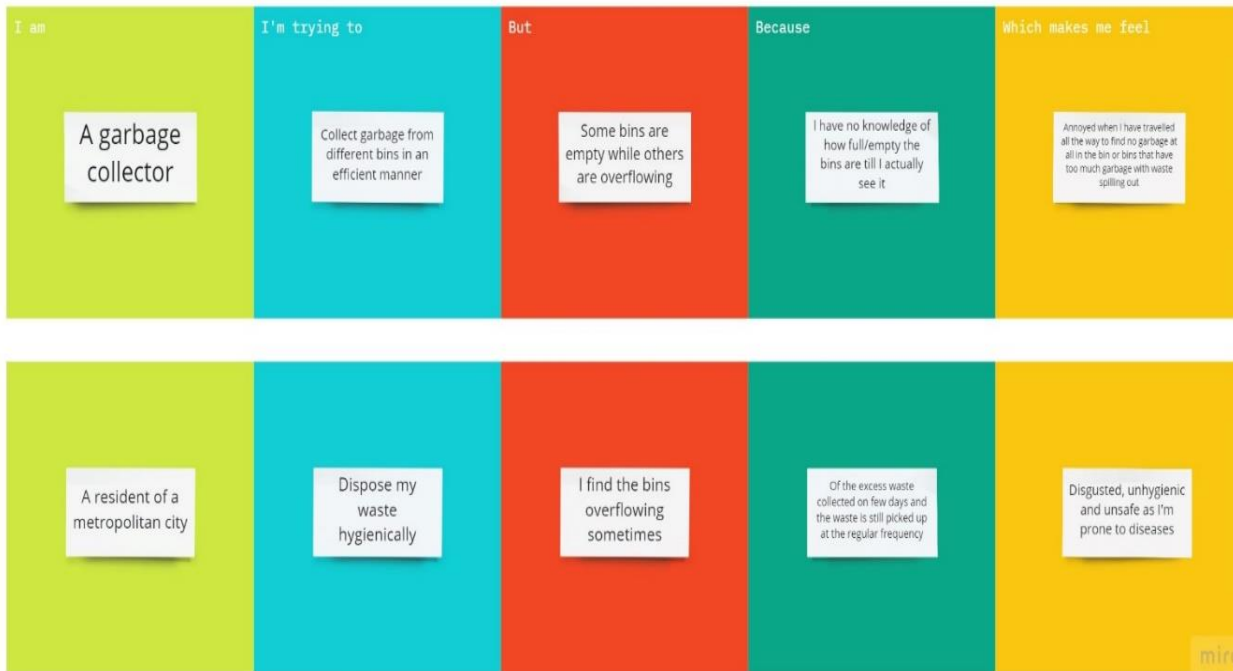 I am
I'm trying to
But
Because
Which makes me feel
A garbage
collector
Collect garbage from
different bins in an
efficient manner
Some bins are
empty while others
are overflowing
I have no knowledge of
how full/empty the
bins are till I actually
see it
Annoyed when I have travelled
all the way to find no garbage at
all in the bin or bins that have
too much garbage with waste
spilling out
A resident of a
metropolitan city
Dispose my
waste
hygienically
I find the bins
overflowing
sometimes
Of the excess waste
collected on few days and
the waste is still picked up
at the regular frequency
Disgusted, unhygienic
and unsafe as I'm
prone to diseases